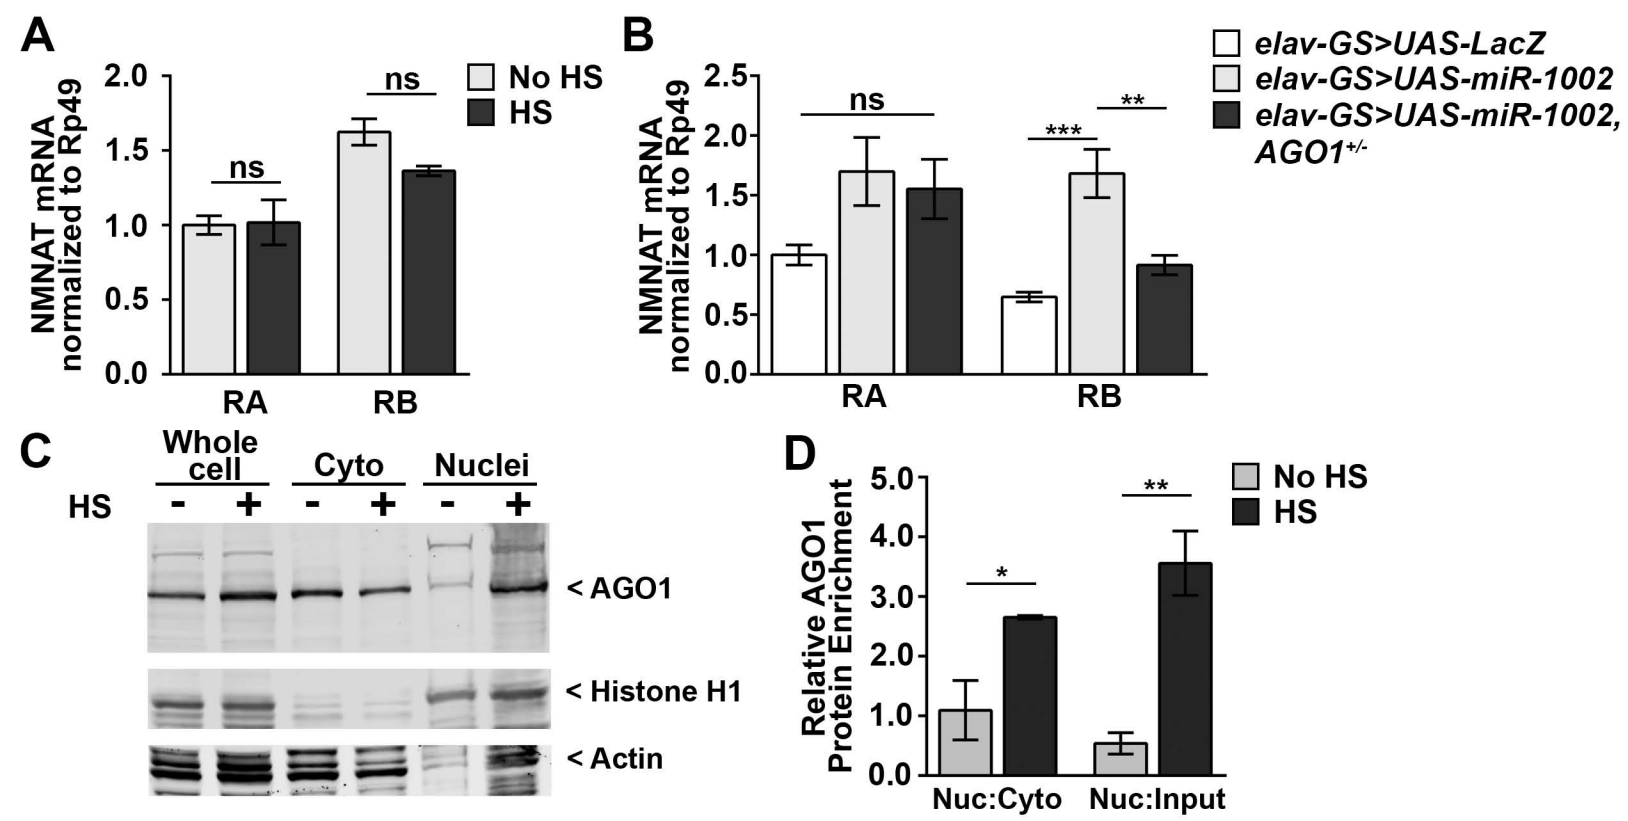 A
NMNAT mRNA
normalized to Rp49
2.0
1.5
1.0
0.5
0.0
ns
ns
RA
RB
No HS
HS
B
NMNAT mRNA
normalized to Rp49
2.5
2.0
1.5
1.0
0.5
0.0
ns
***
**
RA
RB
elav-GS>UAS-LacZ
elav-GS>UAS-miR-1002
elav-GS>UAS-miR-1002,
AGO1+/-
C
Whole
cell
Cyto
Nuclei
HS
- + - + - +
< AGO1
< Histone H1
< Actin
D
Relative AGO1
Protein Enrichment
5.0
4.0
3.0
2.0
1.0
0.0
*
**
Nuc:Cyto
Nuc:Input
No HS
HS